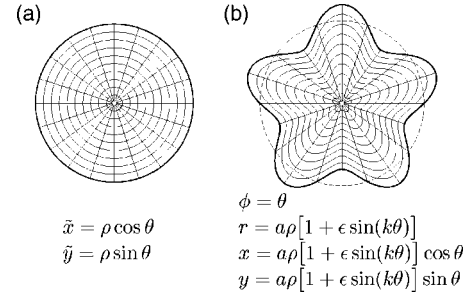 (a)
(b)
x̃ = ρ cos θ
ỹ = ρ sin θ
ϕ = θ
r = aρ[1 + ϵ sin(kθ)]
x = aρ[1 + ϵ sin(kθ)] cos θ
y = aρ[1 + ϵ sin(kθ)] sin θ